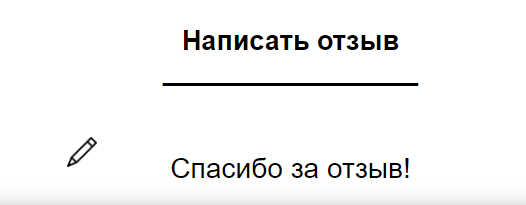 Написать отзыв
Спасибо за отзыв!